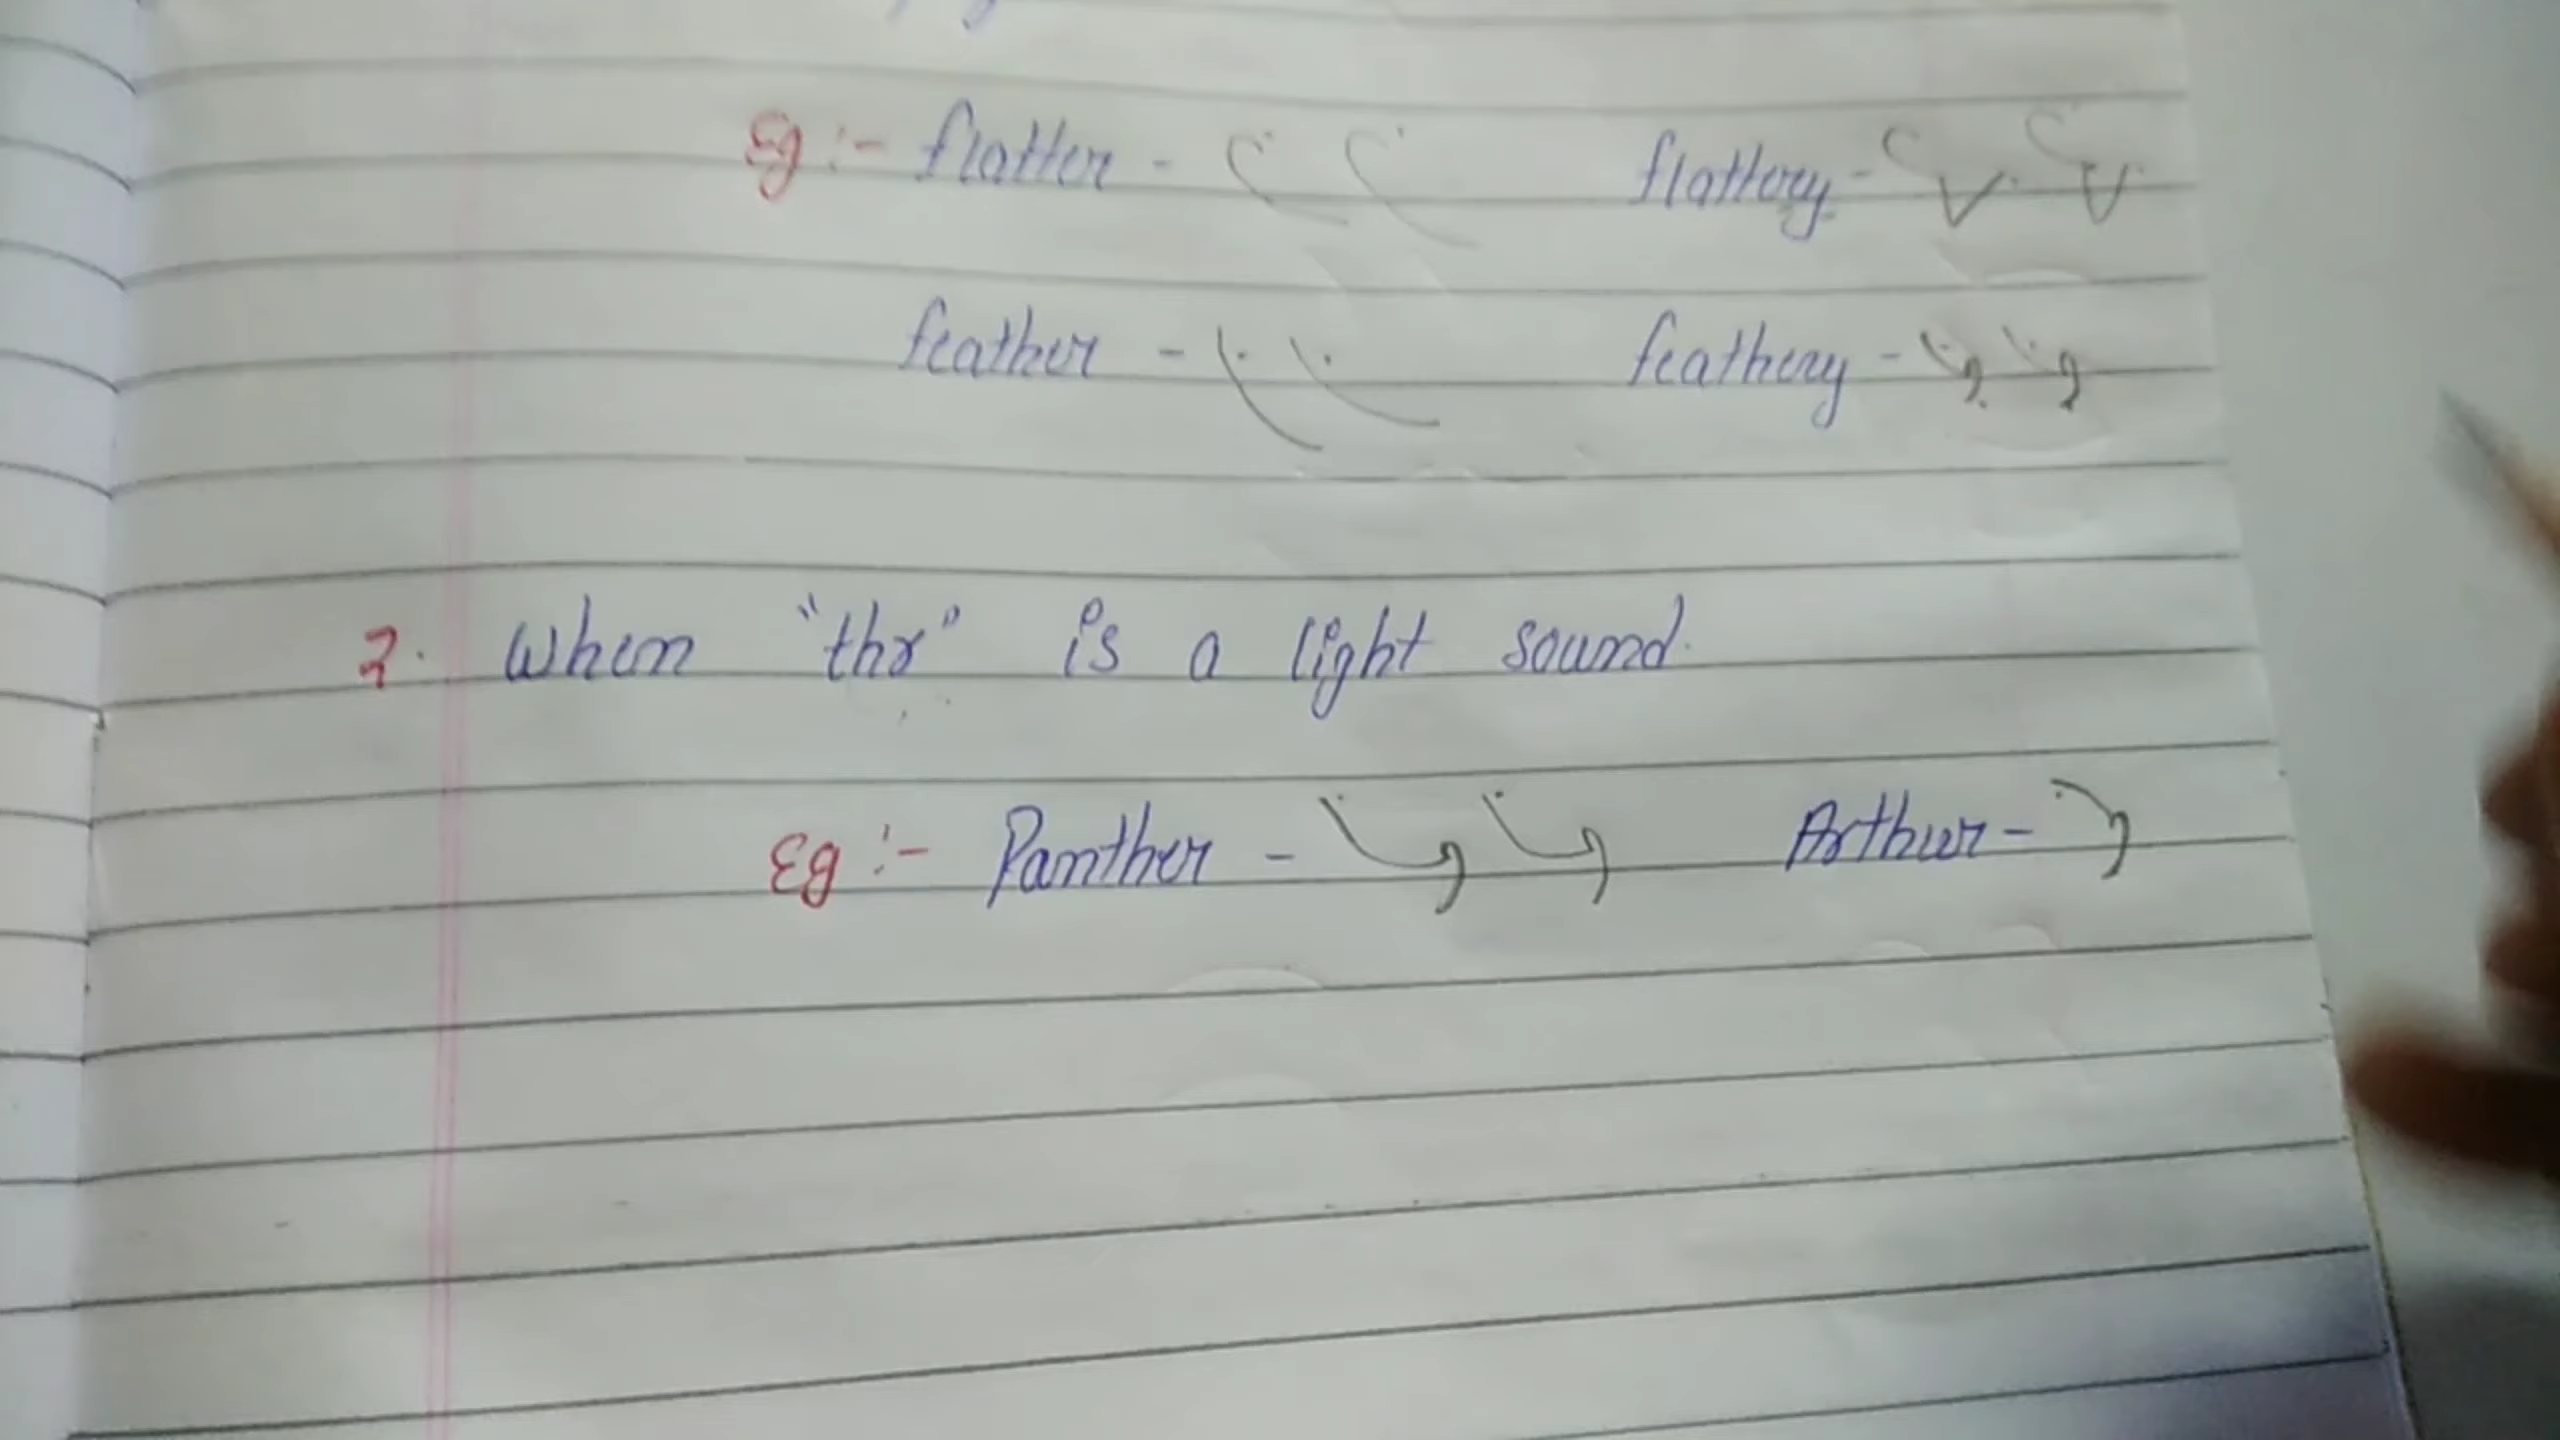 Eg :- flatter - flattery -
feather - feathery -
2. When "thr" is a light sound.
Eg :- Panther - Arthur -